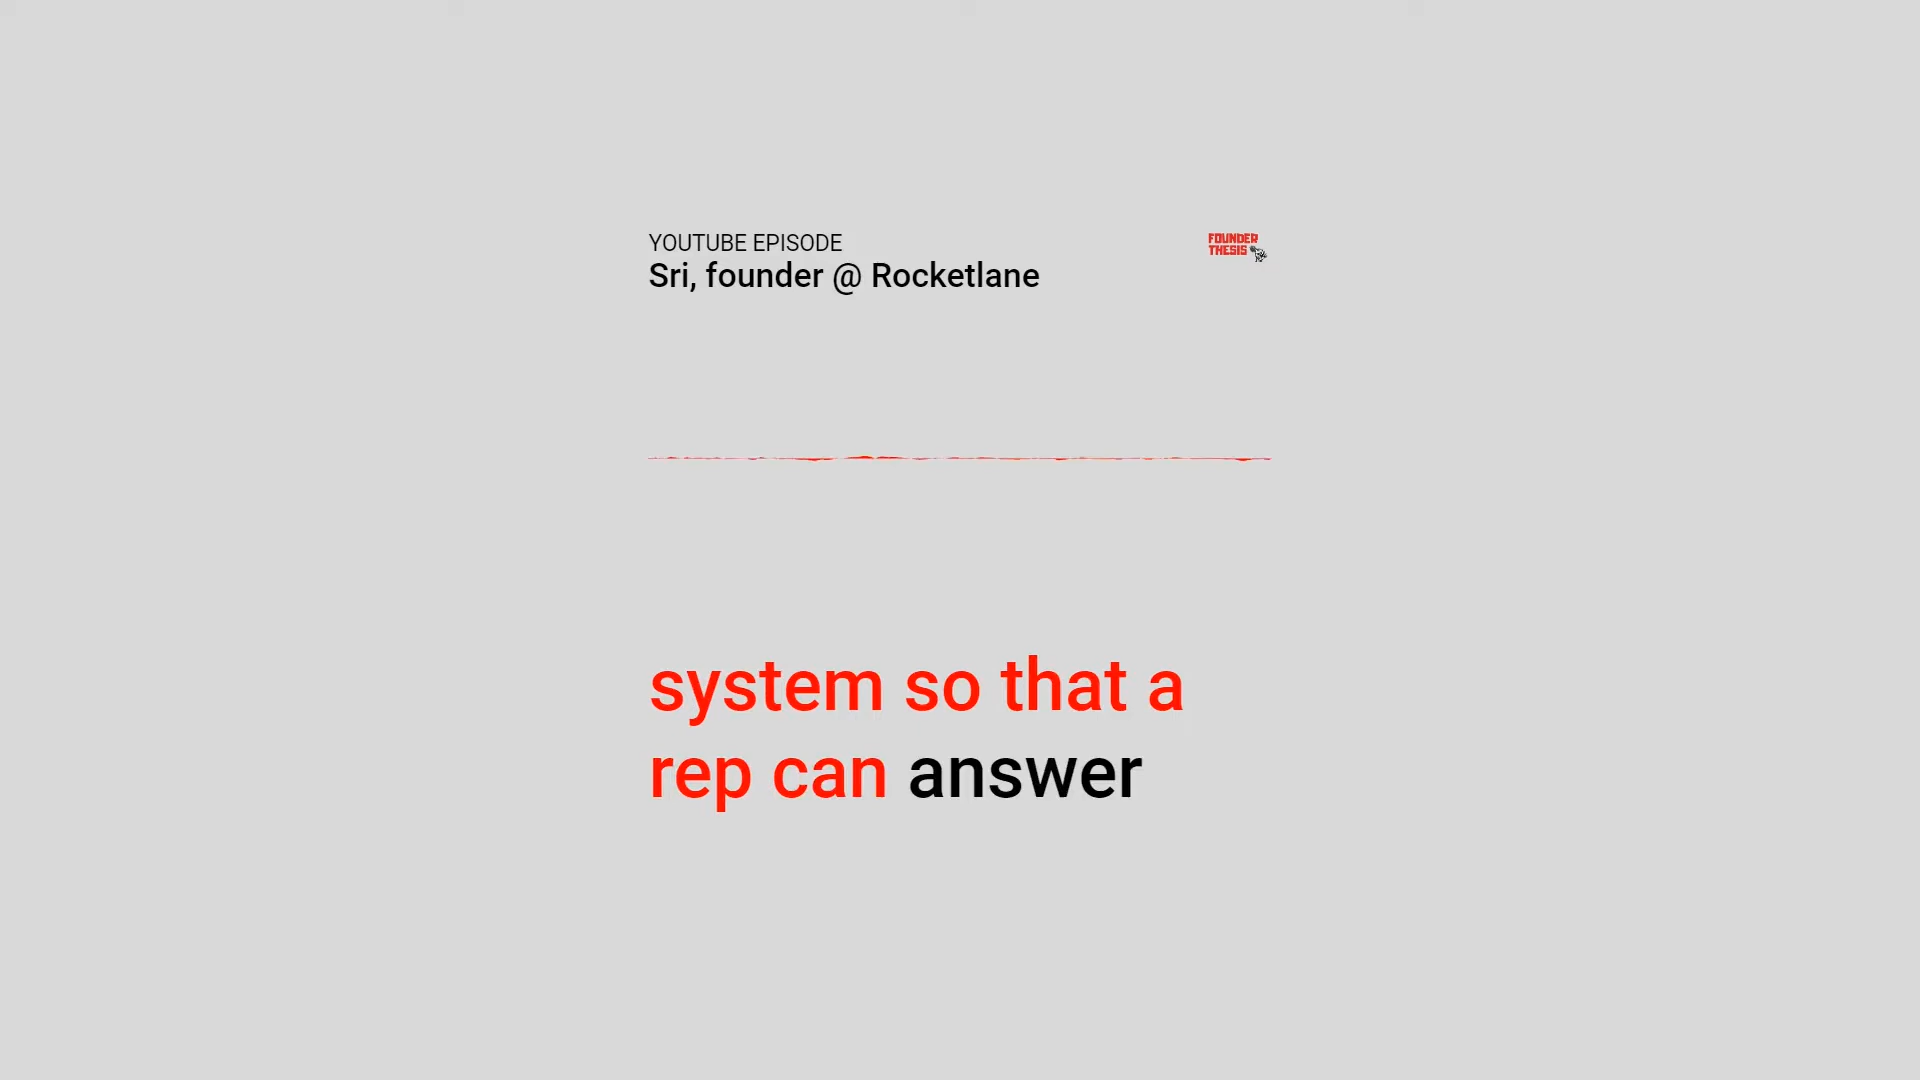 YOUTUBE EPISODE
Sri, founder @ Rocketlane
FOUNDER
THESIS
system so that a
rep can answer